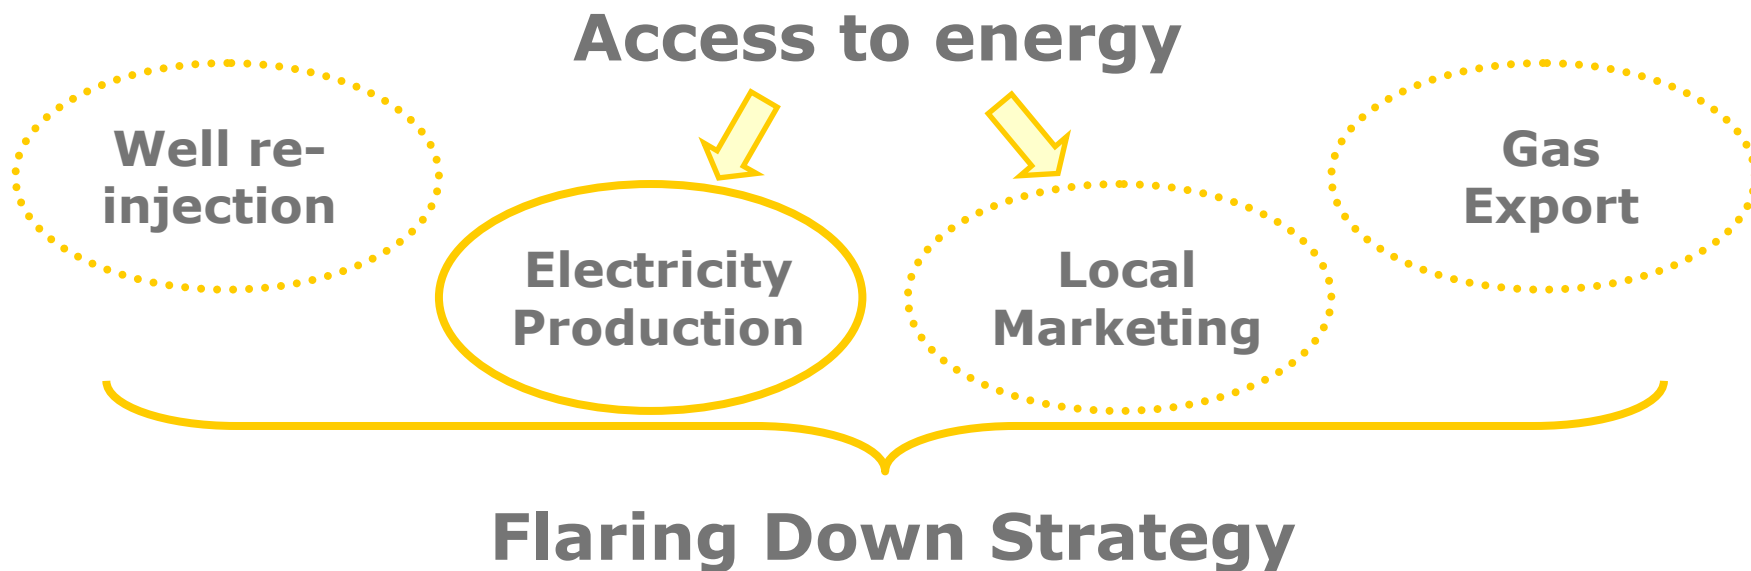 Access to energy
Well re-
injection
Electricity
Production
Local
Marketing
Gas
Export
Flaring Down Strategy